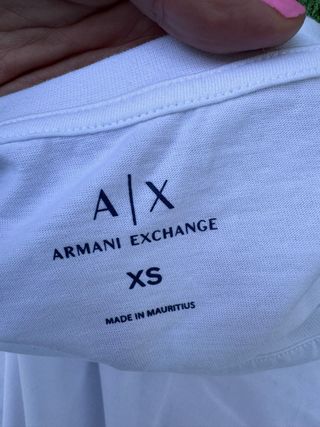 A|X
ARMANI EXCHANGE
XS
MADE IN MAURITIUS